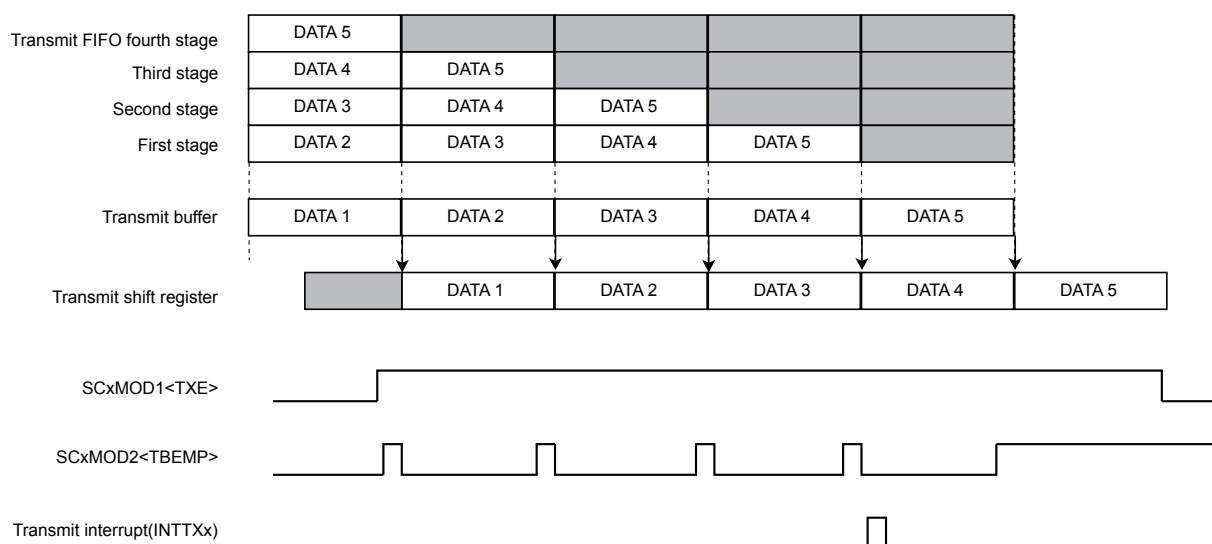 Transmit FIFO fourth stage DATA 5
Third stage DATA 4 DATA 5
Second stage DATA 3 DATA 4 DATA 5
First stage DATA 2 DATA 3 DATA 4 DATA 5
Transmit buffer DATA 1 DATA 2 DATA 3 DATA 4 DATA 5
Transmit shift register DATA 1 DATA 2 DATA 3 DATA 4 DATA 5
SCxMOD1<TXE>
SCxMOD2<TBEMP>
Transmit interrupt(INTTXx)